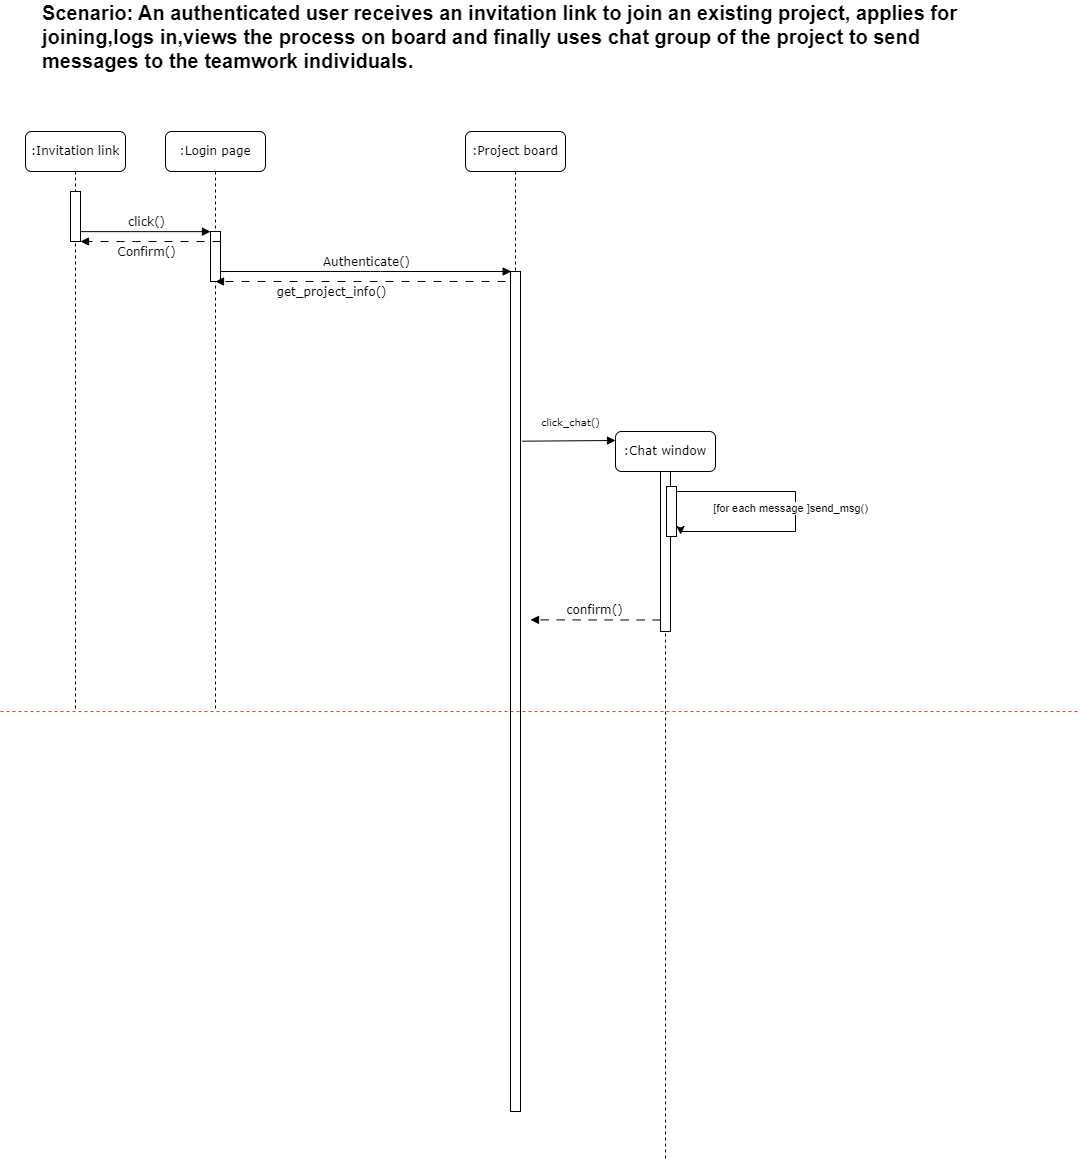 Scenario: An authenticated user receives an invitation link to join an existing project, applies for
joining,logs in,views the process on board and finally uses chat group of the project to send
messages to the teamwork individuals.
:Invitation link
:Login page
:Project board
click()
Confirm()
Authenticate()
get_project_info()
click_chat()
:Chat window
[for each message ]send_msg()
confirm()